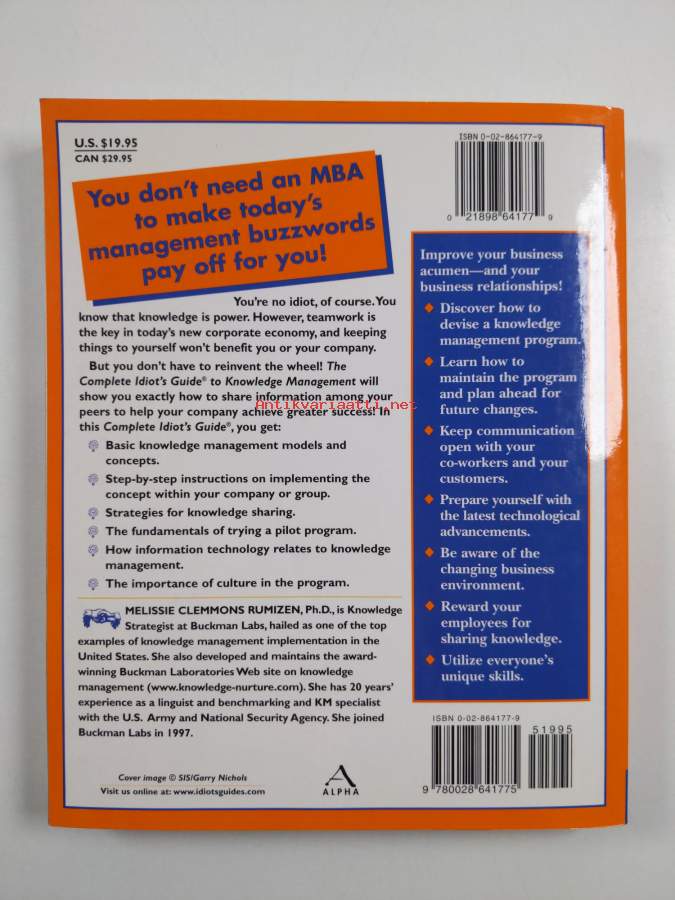 U.S. $19.95
CAN $29.95
You don't need an MBA
to make today's
management buzzwords
pay off for you!
You're no idiot, of course. You
know that knowledge is power. However, teamwork is
the key in today's new corporate economy, and keeping
things to yourself won't benefit you or your company.
But you don't have to reinvent the wheel! The
Complete Idiot's Guide® to Knowledge Management will
show you exactly how to share information among your
peers to help your company achieve greater success! In
this Complete Idiot's Guide®, you get:
Basic knowledge management models and
concepts.
Step-by-step instructions on implementing the
concept within your company or group.
Strategies for knowledge sharing.
The fundamentals of trying a pilot program.
How information technology relates to knowledge
management.
The importance of culture in the program.
MELISSIE CLEMMONS RUMIZEN, Ph.D., is Knowledge
Strategist at Buckman Labs, hailed as one of the top
examples of knowledge management implementation in the
United States. She also developed and maintains the award-
winning Buckman Laboratories Web site on knowledge
management (www.knowledge-nurture.com). She has 20 years'
experience as a linguist and benchmarking and KM specialist
with the U.S. Army and National Security Agency. She joined
Buckman Labs in 1997.
Cover image © SIS/Garry Nichols
Visit us online at: www.idiotsguides.com
ALPHA
ISBN 0-02-864177-9
0 21898 64177 9
Improve your business
acumen—and your
business relationships!
Discover how to
devise a knowledge
management program.
Learn how to
maintain the program
and plan ahead for
future changes.
Keep communication
open with your
co-workers and your
customers.
Prepare yourself with
the latest technological
advancements.
Be aware of the
changing business
environment.
Reward your
employees for
sharing knowledge.
Utilize everyone's
unique skills.
ISBN 0-02-864177-9
51995
9 780028 641775
Antikvariaatti.net